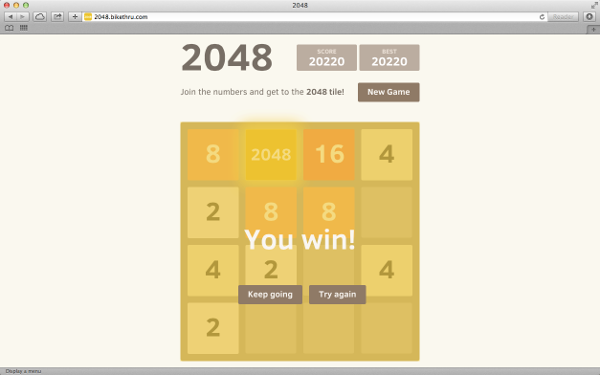 2048
2048.bikethru.com
Reader
2048
SCORE
20220
BEST
20220
Join the numbers and get to the 2048 tile!
New Game
8 2048 16 4
2 8 8
You win!
4 2 4
Keep going
Try again
2
Display a menu